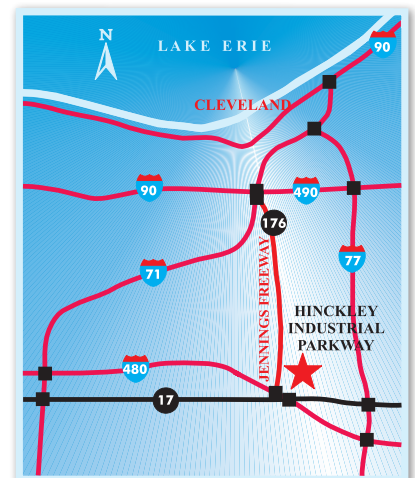 N
LAKE ERIE
90
CLEVELAND
90
490
176
71
77
JENNINGS FREEWAY
HINCKLEY
INDUSTRIAL
PARKWAY
480
17